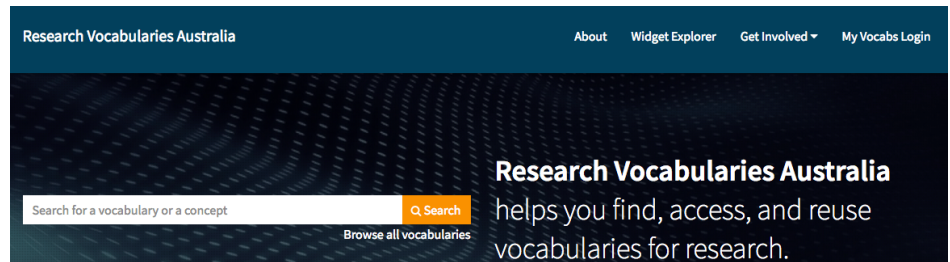 Research Vocabularies Australia
About Widget Explorer Get Involved My Vocabs Login
Research Vocabularies Australia
helps you find, access, and reuse
vocabularies for research.
Search for a vocabulary or a concept
Search
Browse all vocabularies